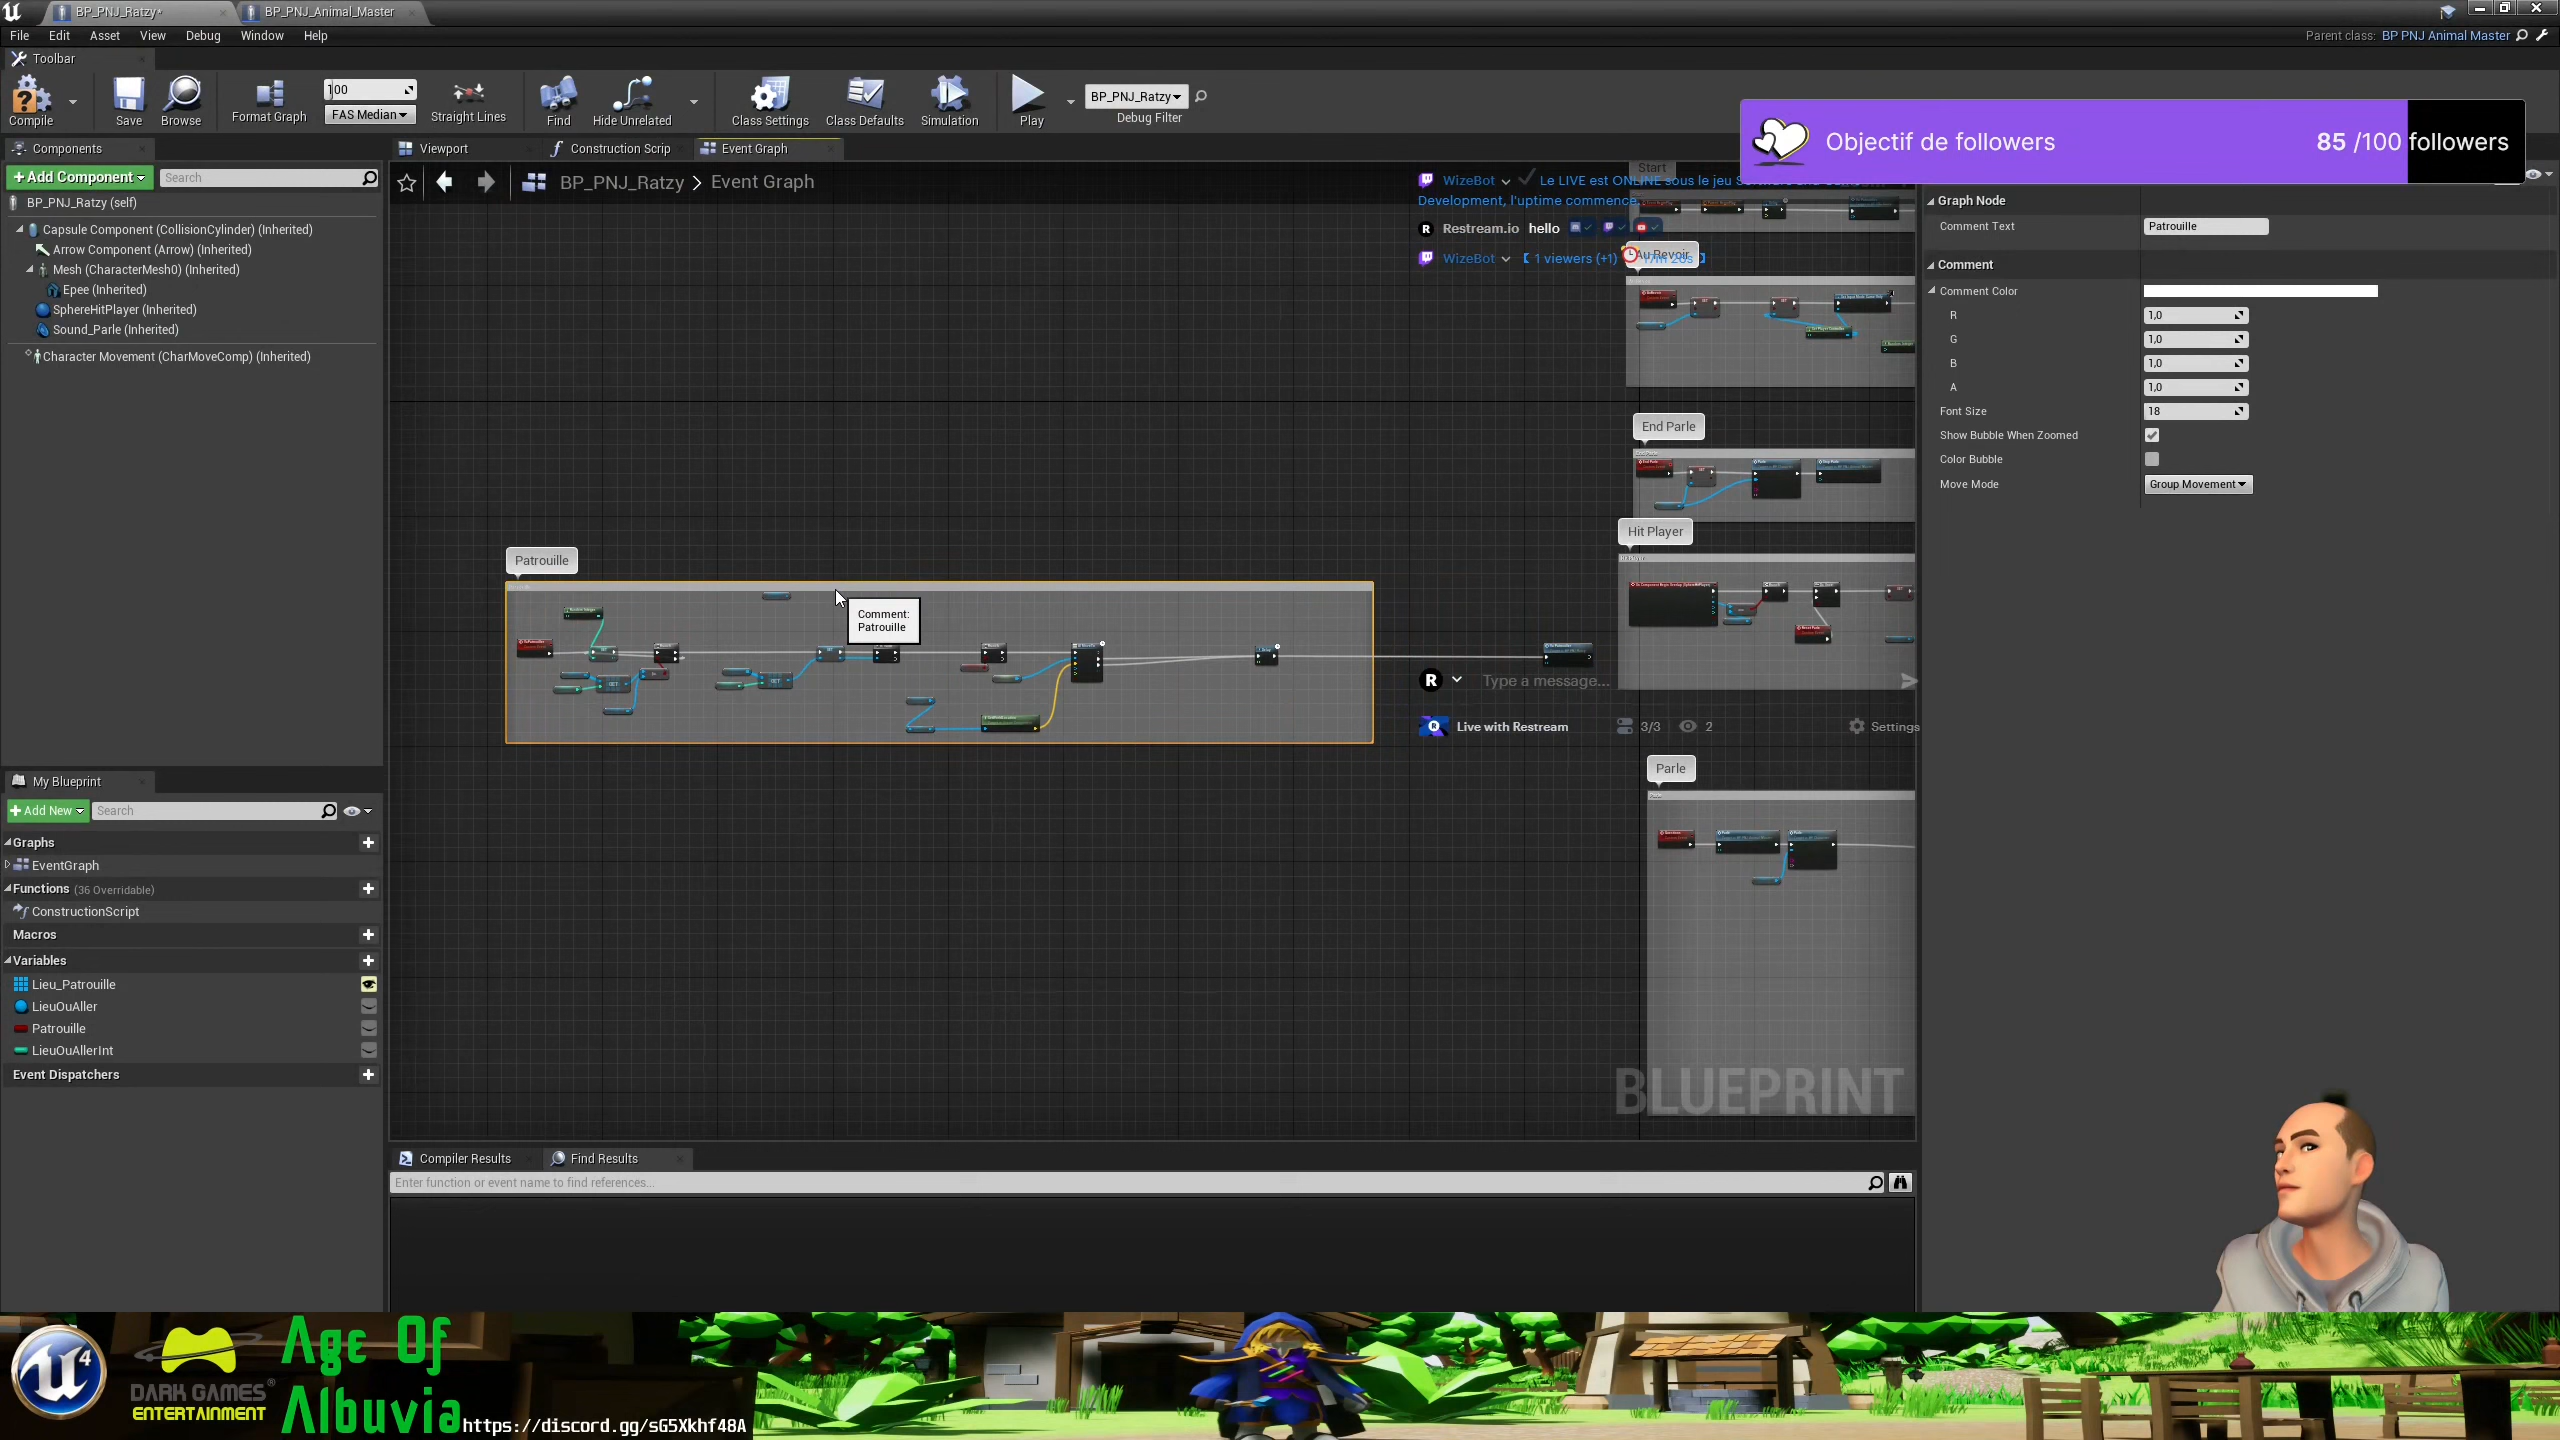 BP_PNJ_Ratzy*
BP_PNJ_Animal_Master
File Edit Asset View Debug Window Help
Parent class: BP PNJ Animal Master
Toolbar
Compile
Save
Browse
Format Graph
100
FAS Median
Straight Lines
Find
Hide Unrelated
Class Settings
Class Defaults
Simulation
Play
BP_PNJ_Ratzy
Debug Filter
Objectif de followers
85 /100 followers
Components
+ Add Component
Search
BP_PNJ_Ratzy (self)
Capsule Component (CollisionCylinder) (Inherited)
Arrow Component (Arrow) (Inherited)
Mesh (CharacterMesh0) (Inherited)
Epee (Inherited)
SphereHitPlayer (Inherited)
Sound_Parle (Inherited)
Character Movement (CharMoveComp) (Inherited)
Viewport
Construction Scrip
Event Graph
BP_PNJ_Ratzy > Event Graph
WizeBot Le LIVE est ONLINE sous le jeu
Development, l'uptime commence.
Restream.io hello
WizeBot 1 viewers (+1)
Start
Au Revoir
End Parle
Hit Player
Patrouille
Comment:
Patrouille
R Type a message...
Live with Restream 3/3 2 Settings
Parle
BLUEPRINT
Graph Node
Comment Text Patrouille
Comment
Comment Color
R 1,0
G 1,0
B 1,0
A 1,0
Font Size 18
Show Bubble When Zoomed
Color Bubble
Move Mode Group Movement
My Blueprint
+ Add New Search
Graphs
EventGraph
Functions (36 Overridable)
ConstructionScript
Macros
Variables
Lieu_Patrouille
LieuOuAller
Patrouille
LieuOuAllerInt
Event Dispatchers
Compiler Results
Find Results
Enter function or event name to find references...
4
DARK GAMES®
ENTERTAINMENT
Age Of
Albuvia
https://discord.gg/sG5Xkhf48A